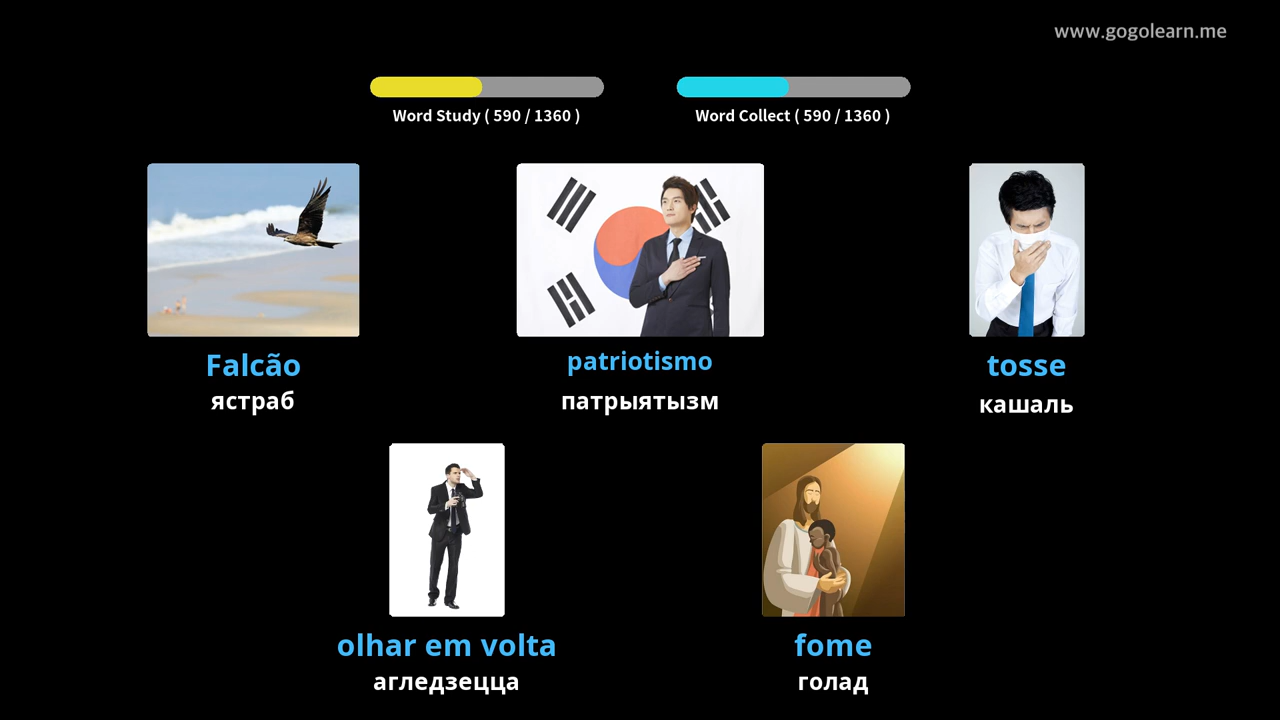 www.gogolearn.me
Word Study ( 590 / 1360 )
Word Collect ( 590 / 1360 )
Falcão
ястраб
patriotismo
патрыятызм
tosse
кашаль
olhar em volta
агледзецца
fome
голад